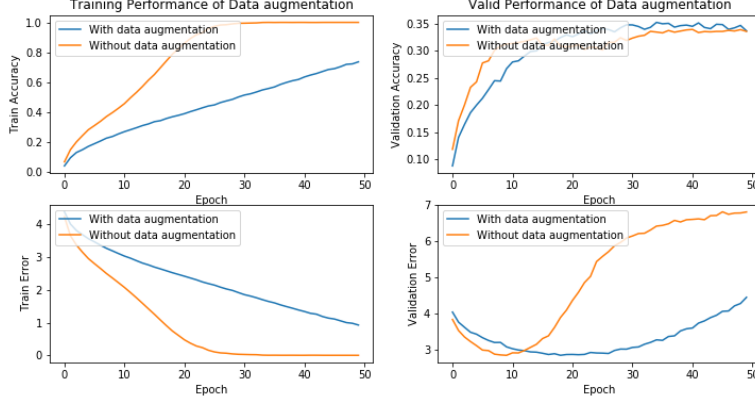 Training Performance of Data augmentation
1.0
0.8
0.6
0.4
0.2
0.0
Train Accuracy
With data augmentation
Without data augmentation
0 10 20 30 40 50
Epoch
Valid Performance of Data augmentation
0.35
0.30
0.25
0.20
0.15
0.10
Validation Accuracy
With data augmentation
Without data augmentation
0 10 20 30 40 50
Epoch
4
3
2
1
0
Train Error
With data augmentation
Without data augmentation
0 10 20 30 40 50
Epoch
7
6
5
4
3
Validation Error
With data augmentation
Without data augmentation
0 10 20 30 40 50
Epoch